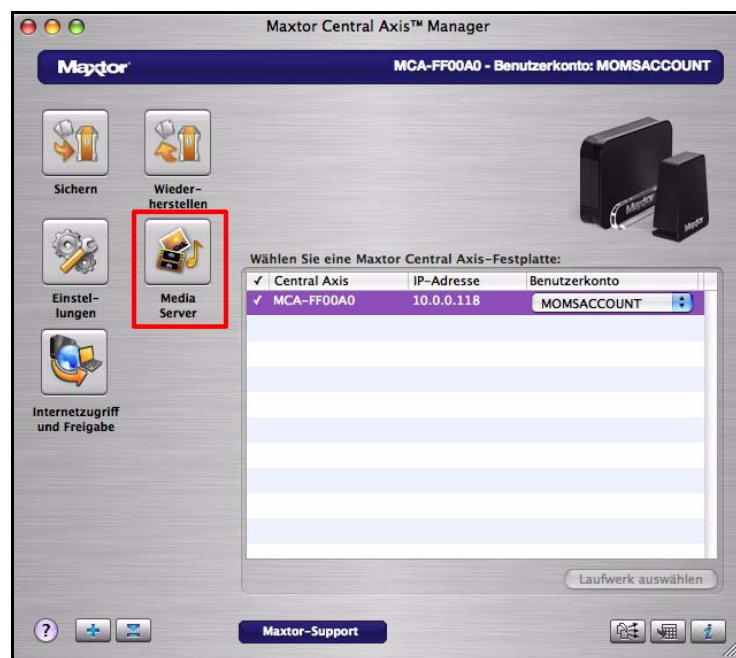 Maxtor Central Axis™ Manager
Maxtor
MCA-FF00A0 - Benutzerkonto: MOMSACCOUNT
Sichern
Wieder-
herstellen
Einstel-
lungen
Media
Server
Internetzugriff
und Freigabe
Maxtor
Maxtor
Wählen Sie eine Maxtor Central Axis-Festplatte:
✓ Central Axis IP-Adresse Benutzerkonto
✓ MCA-FF00A0 10.0.0.118 MOMSACCOUNT
Laufwerk auswählen
?
Maxtor-Support
i